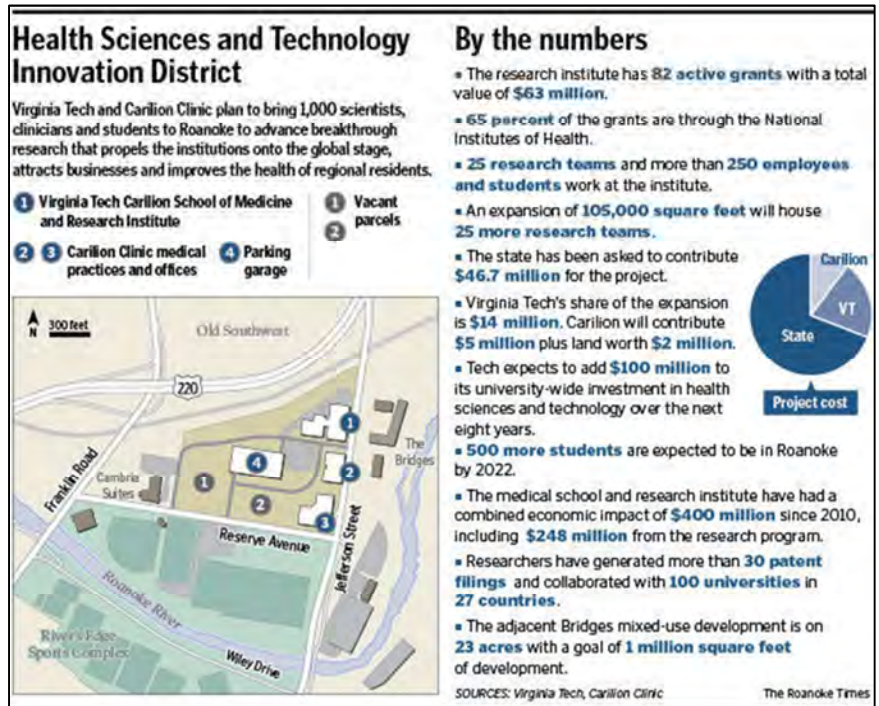 Health Sciences and Technology
Innovation District
Virginia Tech and Carilion Clinic plan to bring 1,000 scientists,
clinicians and students to Roanoke to advance breakthrough
research that propels the institutions onto the global stage,
attracts businesses and improves the health of regional residents.
1 Virginia Tech Carilion School of Medicine
and Research Institute
2 3 Carilion Clinic medical
practices and offices
4 Parking
garage
1 Vacant
2 parcels
N
300 feet
Old Southwest
220
Franklin Road
Cambria
Suites
1
4
2
1
2
3
The
Bridges
Reserve Avenue
Jefferson Street
Roanoke River
River's Edge
Sports Complex
Wiley Drive
By the numbers
▪ The research institute has 82 active grants with a total
value of $63 million.
▪ 65 percent of the grants are through the National
Institutes of Health.
▪ 25 research teams and more than 250 employees
and students work at the institute.
▪ An expansion of 105,000 square feet will house
25 more research teams.
▪ The state has been asked to contribute
$46.7 million for the project.
▪ Virginia Tech's share of the expansion
is $14 million. Carilion will contribute
$5 million plus land worth $2 million.
▪ Tech expects to add $100 million to
its university-wide investment in health
sciences and technology over the next
eight years.
Carilion
VT
State
Project cost
▪ 500 more students are expected to be in Roanoke
by 2022.
▪ The medical school and research institute have had a
combined economic impact of $400 million since 2010,
including $248 million from the research program.
▪ Researchers have generated more than 30 patent
filings and collaborated with 100 universities in
27 countries.
▪ The adjacent Bridges mixed-use development is on
23 acres with a goal of 1 million square feet
of development.
SOURCES: Virginia Tech, Carilion Clinic
The Roanoke Times